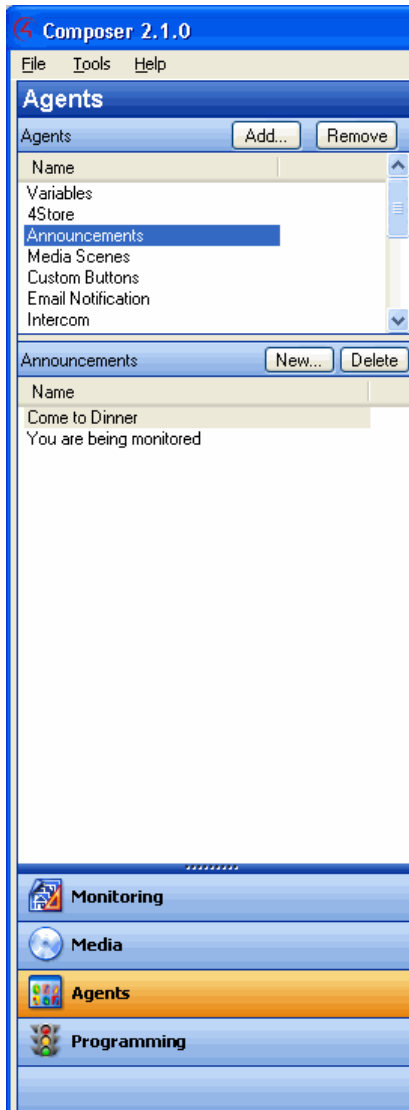 Composer 2.1.0
File Tools Help
Agents
Agents Add... Remove
Name
Variables
4Store
Announcements
Media Scenes
Custom Buttons
Email Notification
Intercom
Announcements New... Delete
Name
Come to Dinner
You are being monitored
Monitoring
Media
Agents
Programming